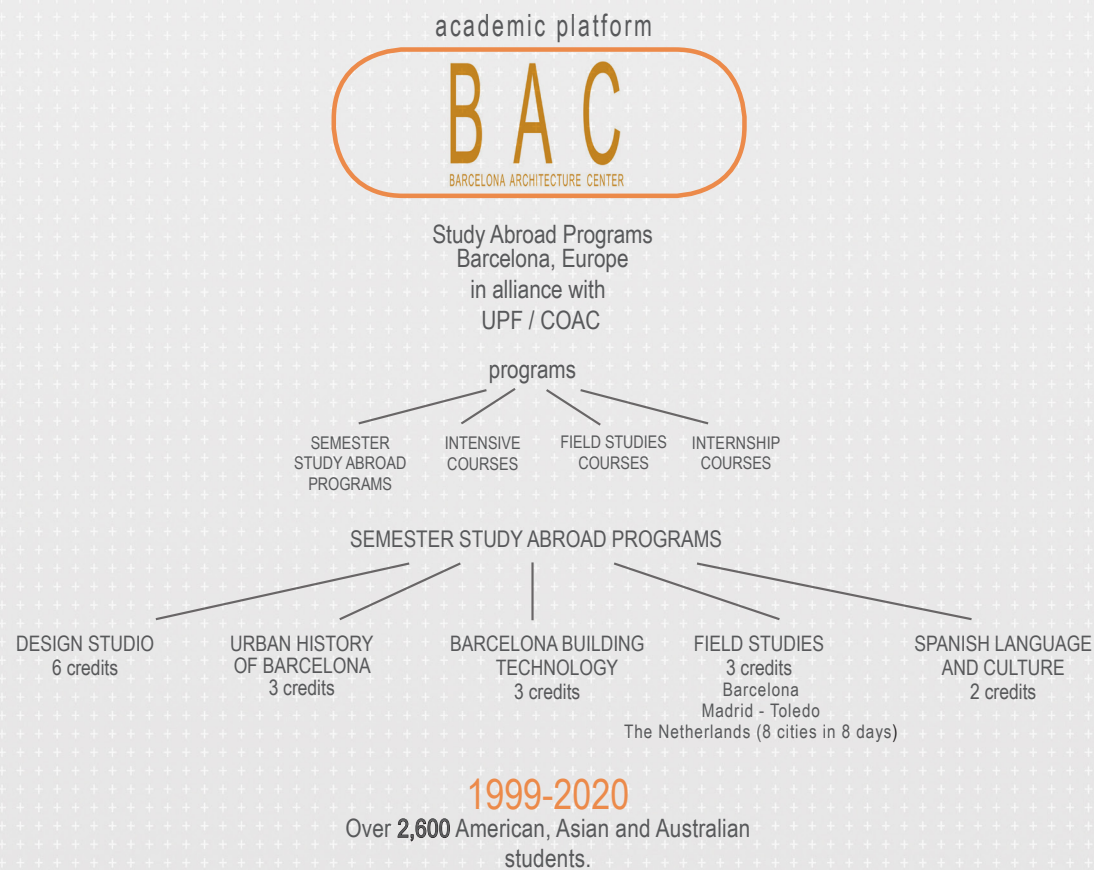 academic platform
B A C
BARCELONA ARCHITECTURE CENTER
Study Abroad Programs
Barcelona, Europe
in alliance with
UPF / COAC
programs
SEMESTER
STUDY ABROAD
PROGRAMS
INTENSIVE
COURSES
FIELD STUDIES
COURSES
INTERNSHIP
COURSES
SEMESTER STUDY ABROAD PROGRAMS
DESIGN STUDIO
6 credits
URBAN HISTORY
OF BARCELONA
3 credits
BARCELONA BUILDING
TECHNOLOGY
3 credits
FIELD STUDIES
3 credits
Barcelona
Madrid - Toledo
The Netherlands (8 cities in 8 days)
SPANISH LANGUAGE
AND CULTURE
2 credits
1999-2020
Over 2,600 American, Asian and Australian
students.